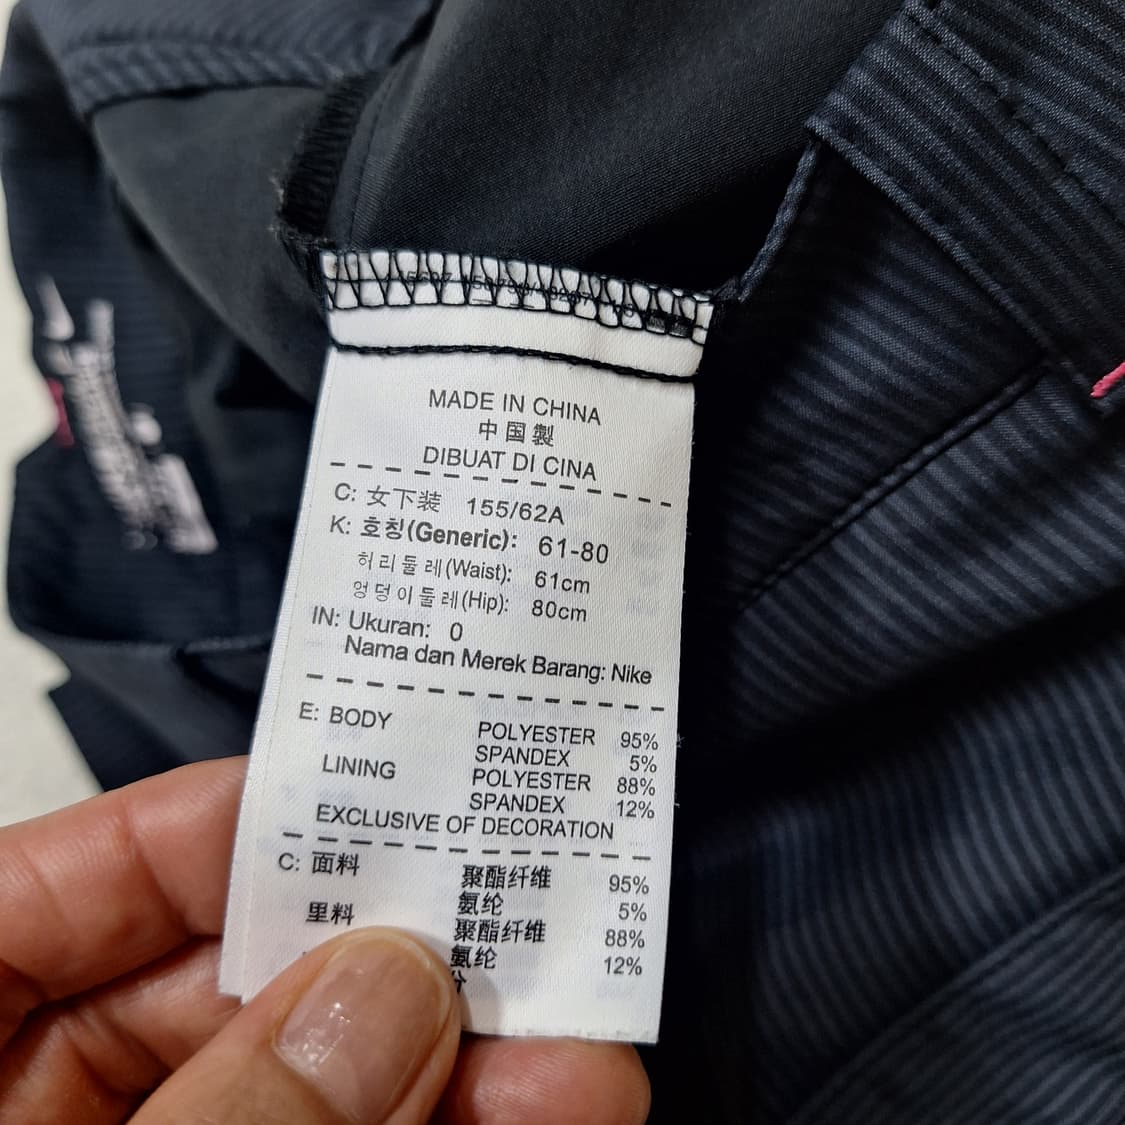 MADE IN CHINA
中国製
DIBUAT DI CINA
C: 女下装 155/62A
K: 호칭(Generic): 61-80
허리둘레(Waist): 61cm
엉덩이둘레(Hip): 80cm
IN: Ukuran: 0
Nama dan Merek Barang: Nike
E: BODY POLYESTER 95%
SPANDEX 5%
LINING POLYESTER 88%
SPANDEX 12%
EXCLUSIVE OF DECORATION
C: 面料 聚酯纤维 95%
氨纶 5%
里料 聚酯纤维 88%
氨纶 12%
份